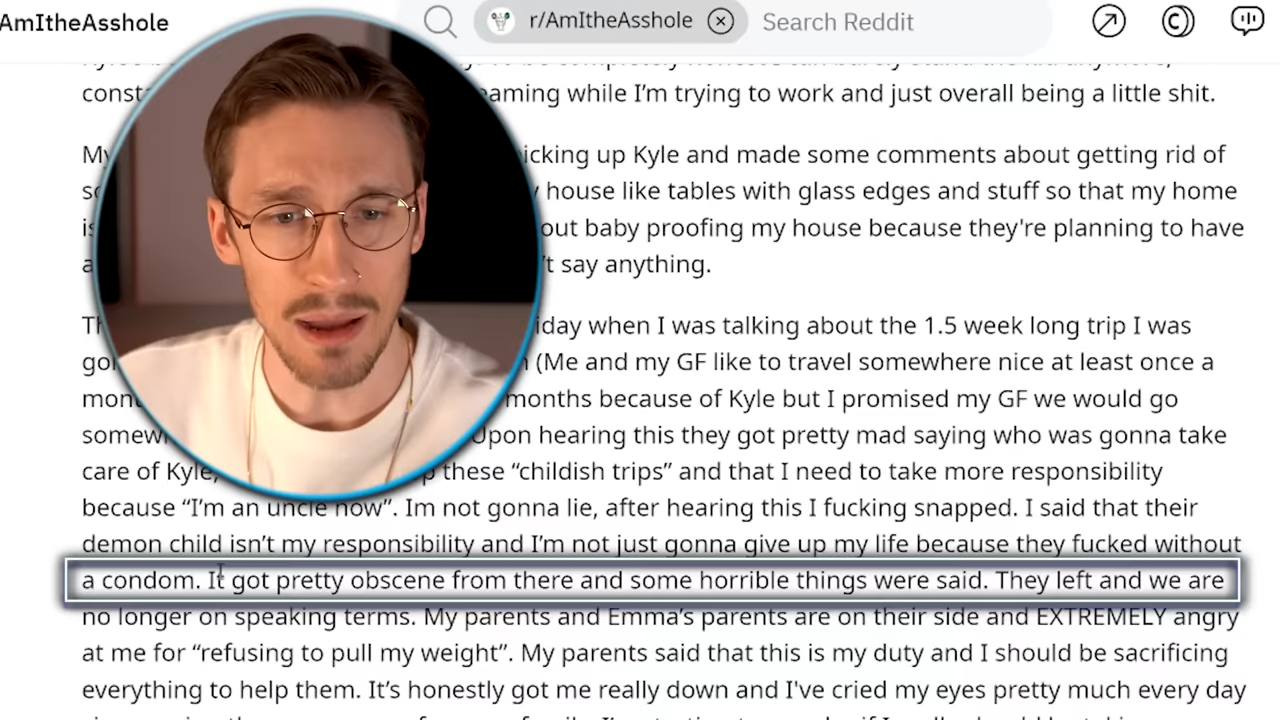 AmItheAsshole
r/AmItheAsshole Search Reddit
const eaming while I’m trying to work and just overall being a little shit.
My icking up Kyle and made some comments about getting rid of
so house like tables with glass edges and stuff so that my home
is out baby proofing my house because they're planning to have
a ’t say anything.
Th iday when I was talking about the 1.5 week long trip I was
goi (Me and my GF like to travel somewhere nice at least once a
mont months because of Kyle but I promised my GF we would go
somew Upon hearing this they got pretty mad saying who was gonna take
care of Kyle, these “childish trips” and that I need to take more responsibility
because “I’m an uncle now”. Im not gonna lie, after hearing this I fucking snapped. I said that their
demon child isn’t my responsibility and I’m not just gonna give up my life because they fucked without
a condom. It got pretty obscene from there and some horrible things were said. They left and we are
no longer on speaking terms. My parents and Emma’s parents are on their side and EXTREMELY angry
at me for “refusing to pull my weight”. My parents said that this is my duty and I should be sacrificing
everything to help them. It’s honestly got me really down and I've cried my eyes pretty much every day